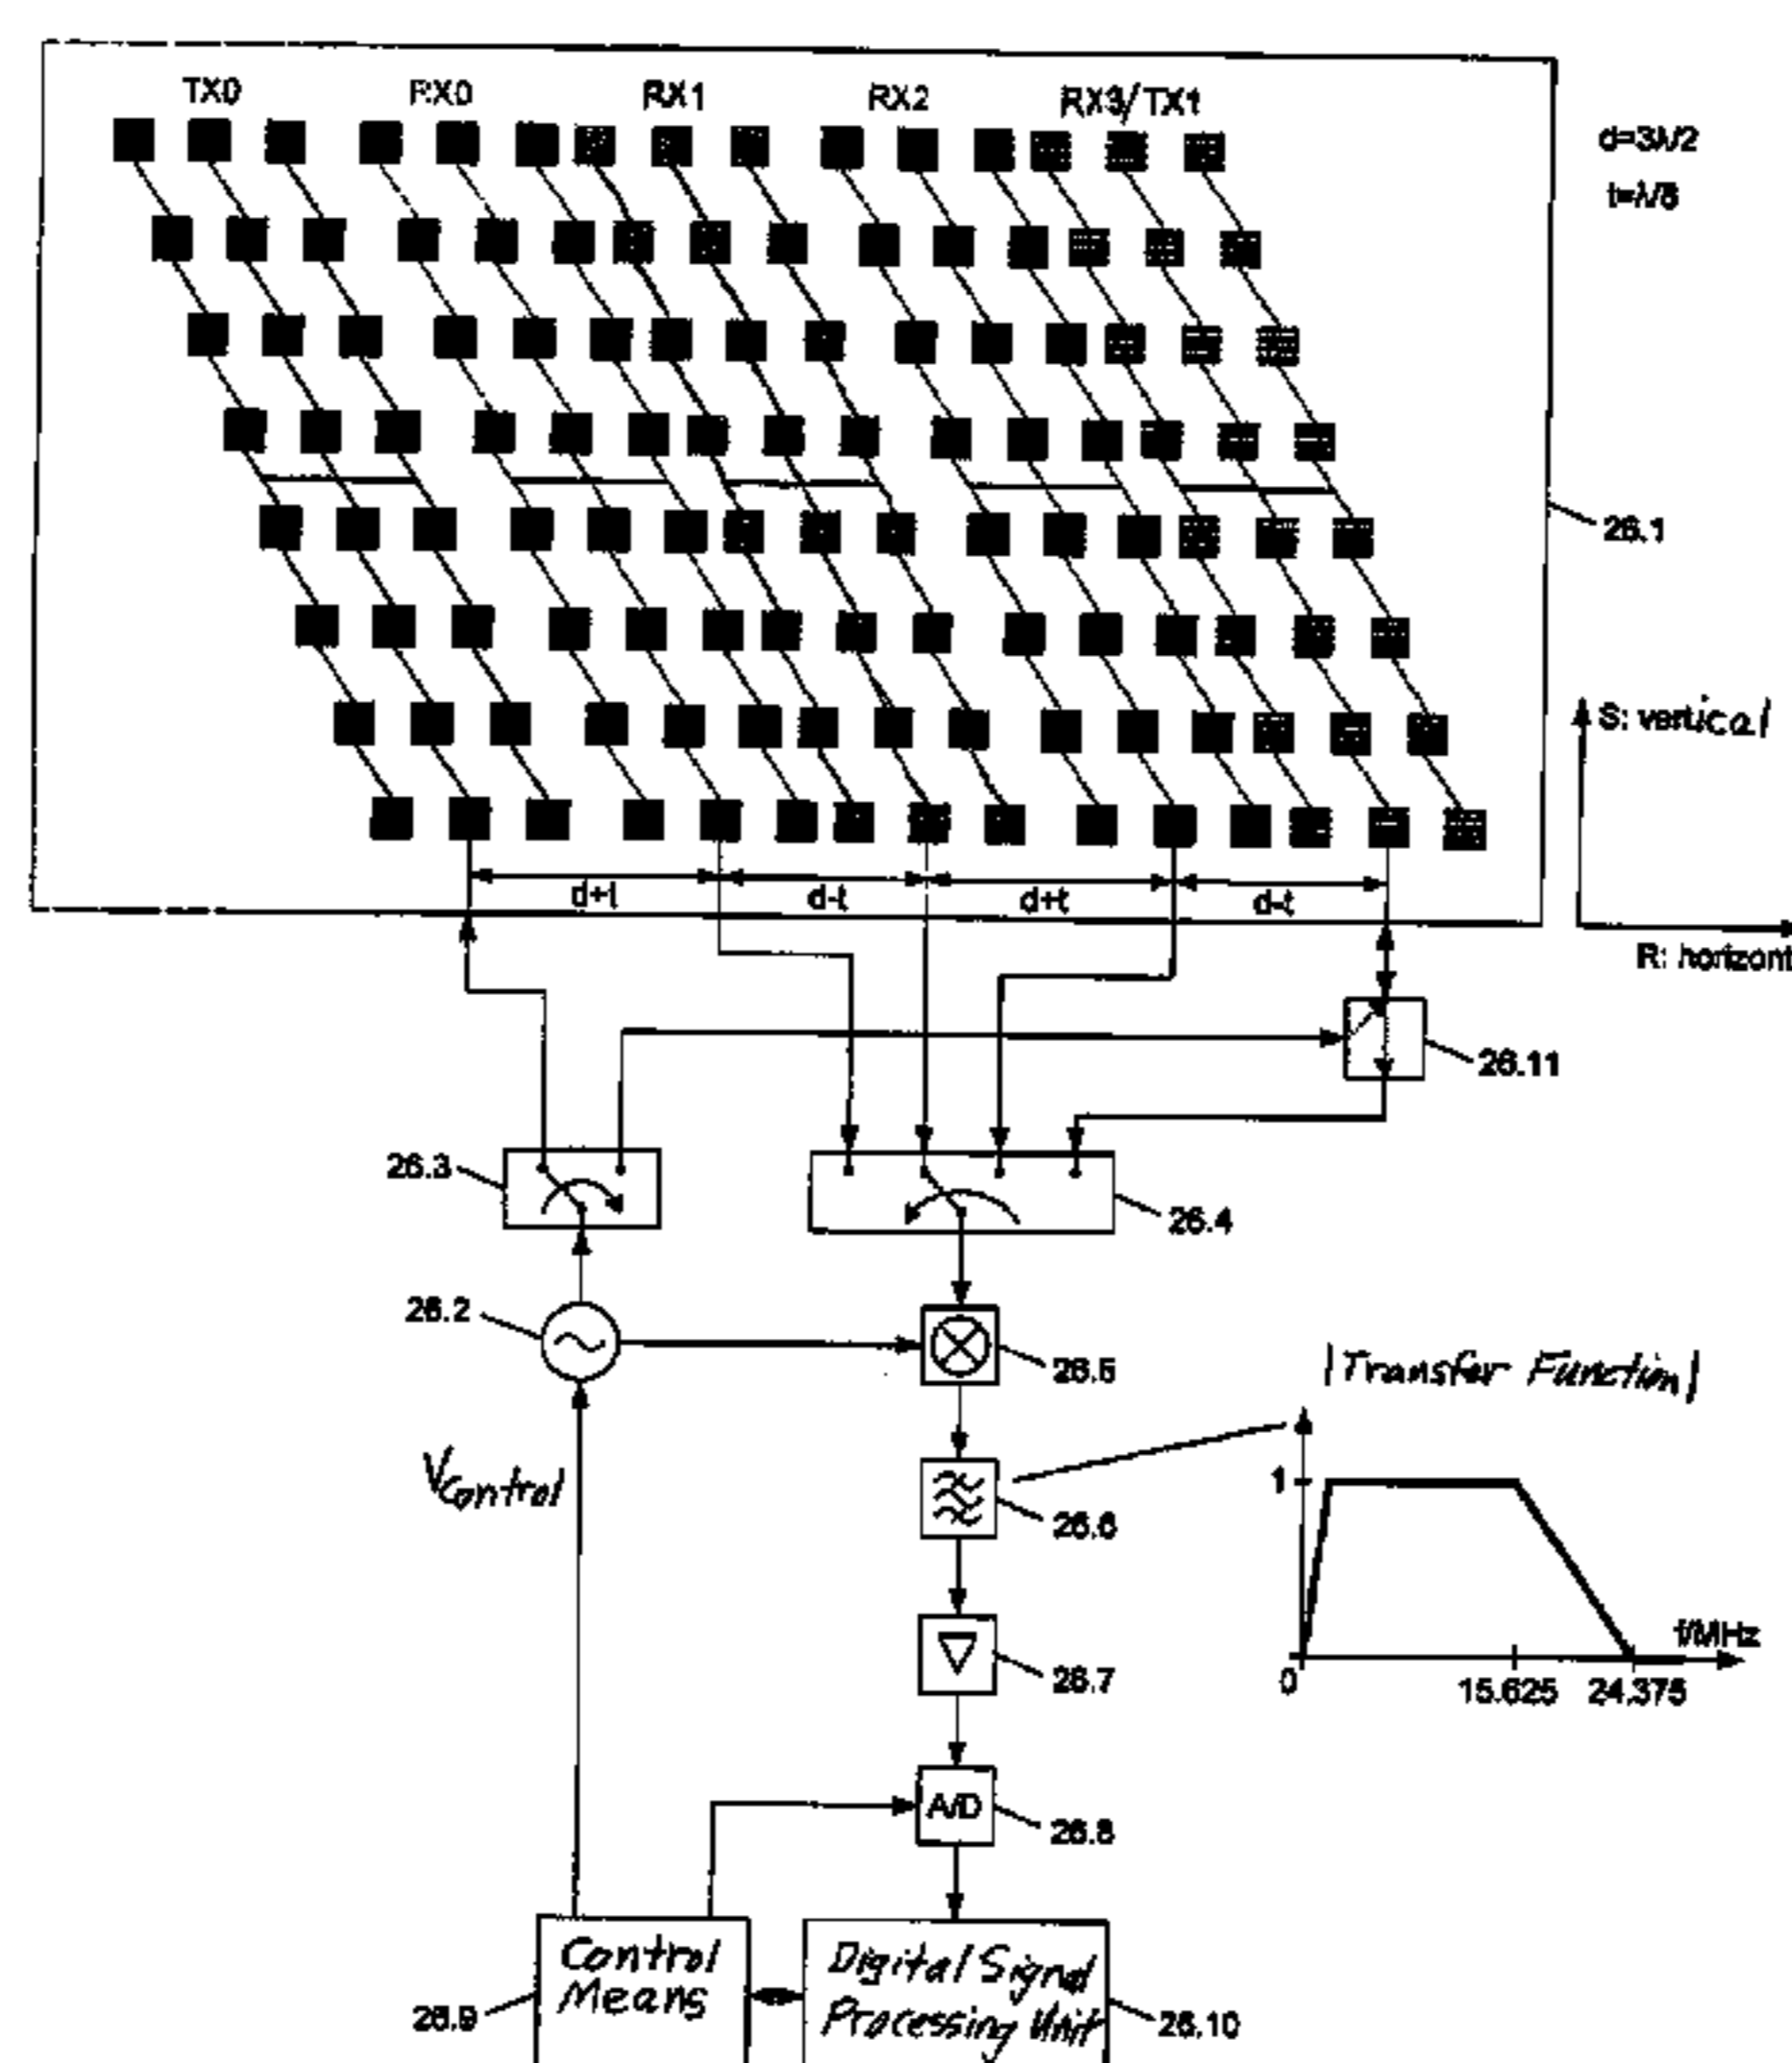 TX0 RX0 RX1 RX2 RX3/TX1
d=3λ/2
t=λ/8
26.1
S: vertical
d+t d-t d+t d-t
R: horizont
26.11
26.3
26.4
26.2
26.5
|Transfer Function|
VControl
1
26.6
f/MHz
0 15.625 24.375
26.7
A/D
26.8
Control
Means
Digital Signal
Processing Unit
26.9
26.10